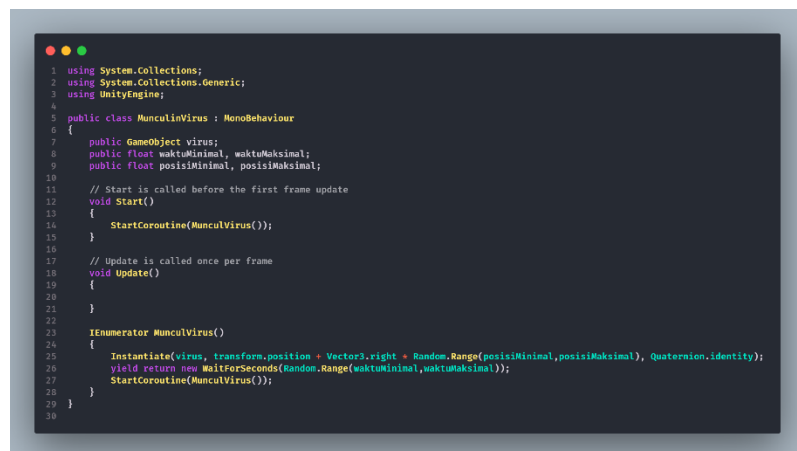 1 using System.Collections;
2 using System.Collections.Generic;
3 using UnityEngine;
4
5 public class MunculinVirus : MonoBehaviour
6 {
7 public GameObject virus;
8 public float waktuMinimal, waktuMaksimal;
9 public float posisiMinimal, posisiMaksimal;
10
11 // Start is called before the first frame update
12 void Start()
13 {
14 StartCoroutine(MunculVirus());
15 }
16
17 // Update is called once per frame
18 void Update()
19 {
20
21 }
22
23 IEnumerator MunculVirus()
24 {
25 Instantiate(virus, transform.position + Vector3.right * Random.Range(posisiMinimal,posisiMaksimal), Quaternion.identity);
26 yield return new WaitForSeconds(Random.Range(waktuMinimal,waktuMaksimal));
27 StartCoroutine(MunculVirus());
28 }
29 }
30